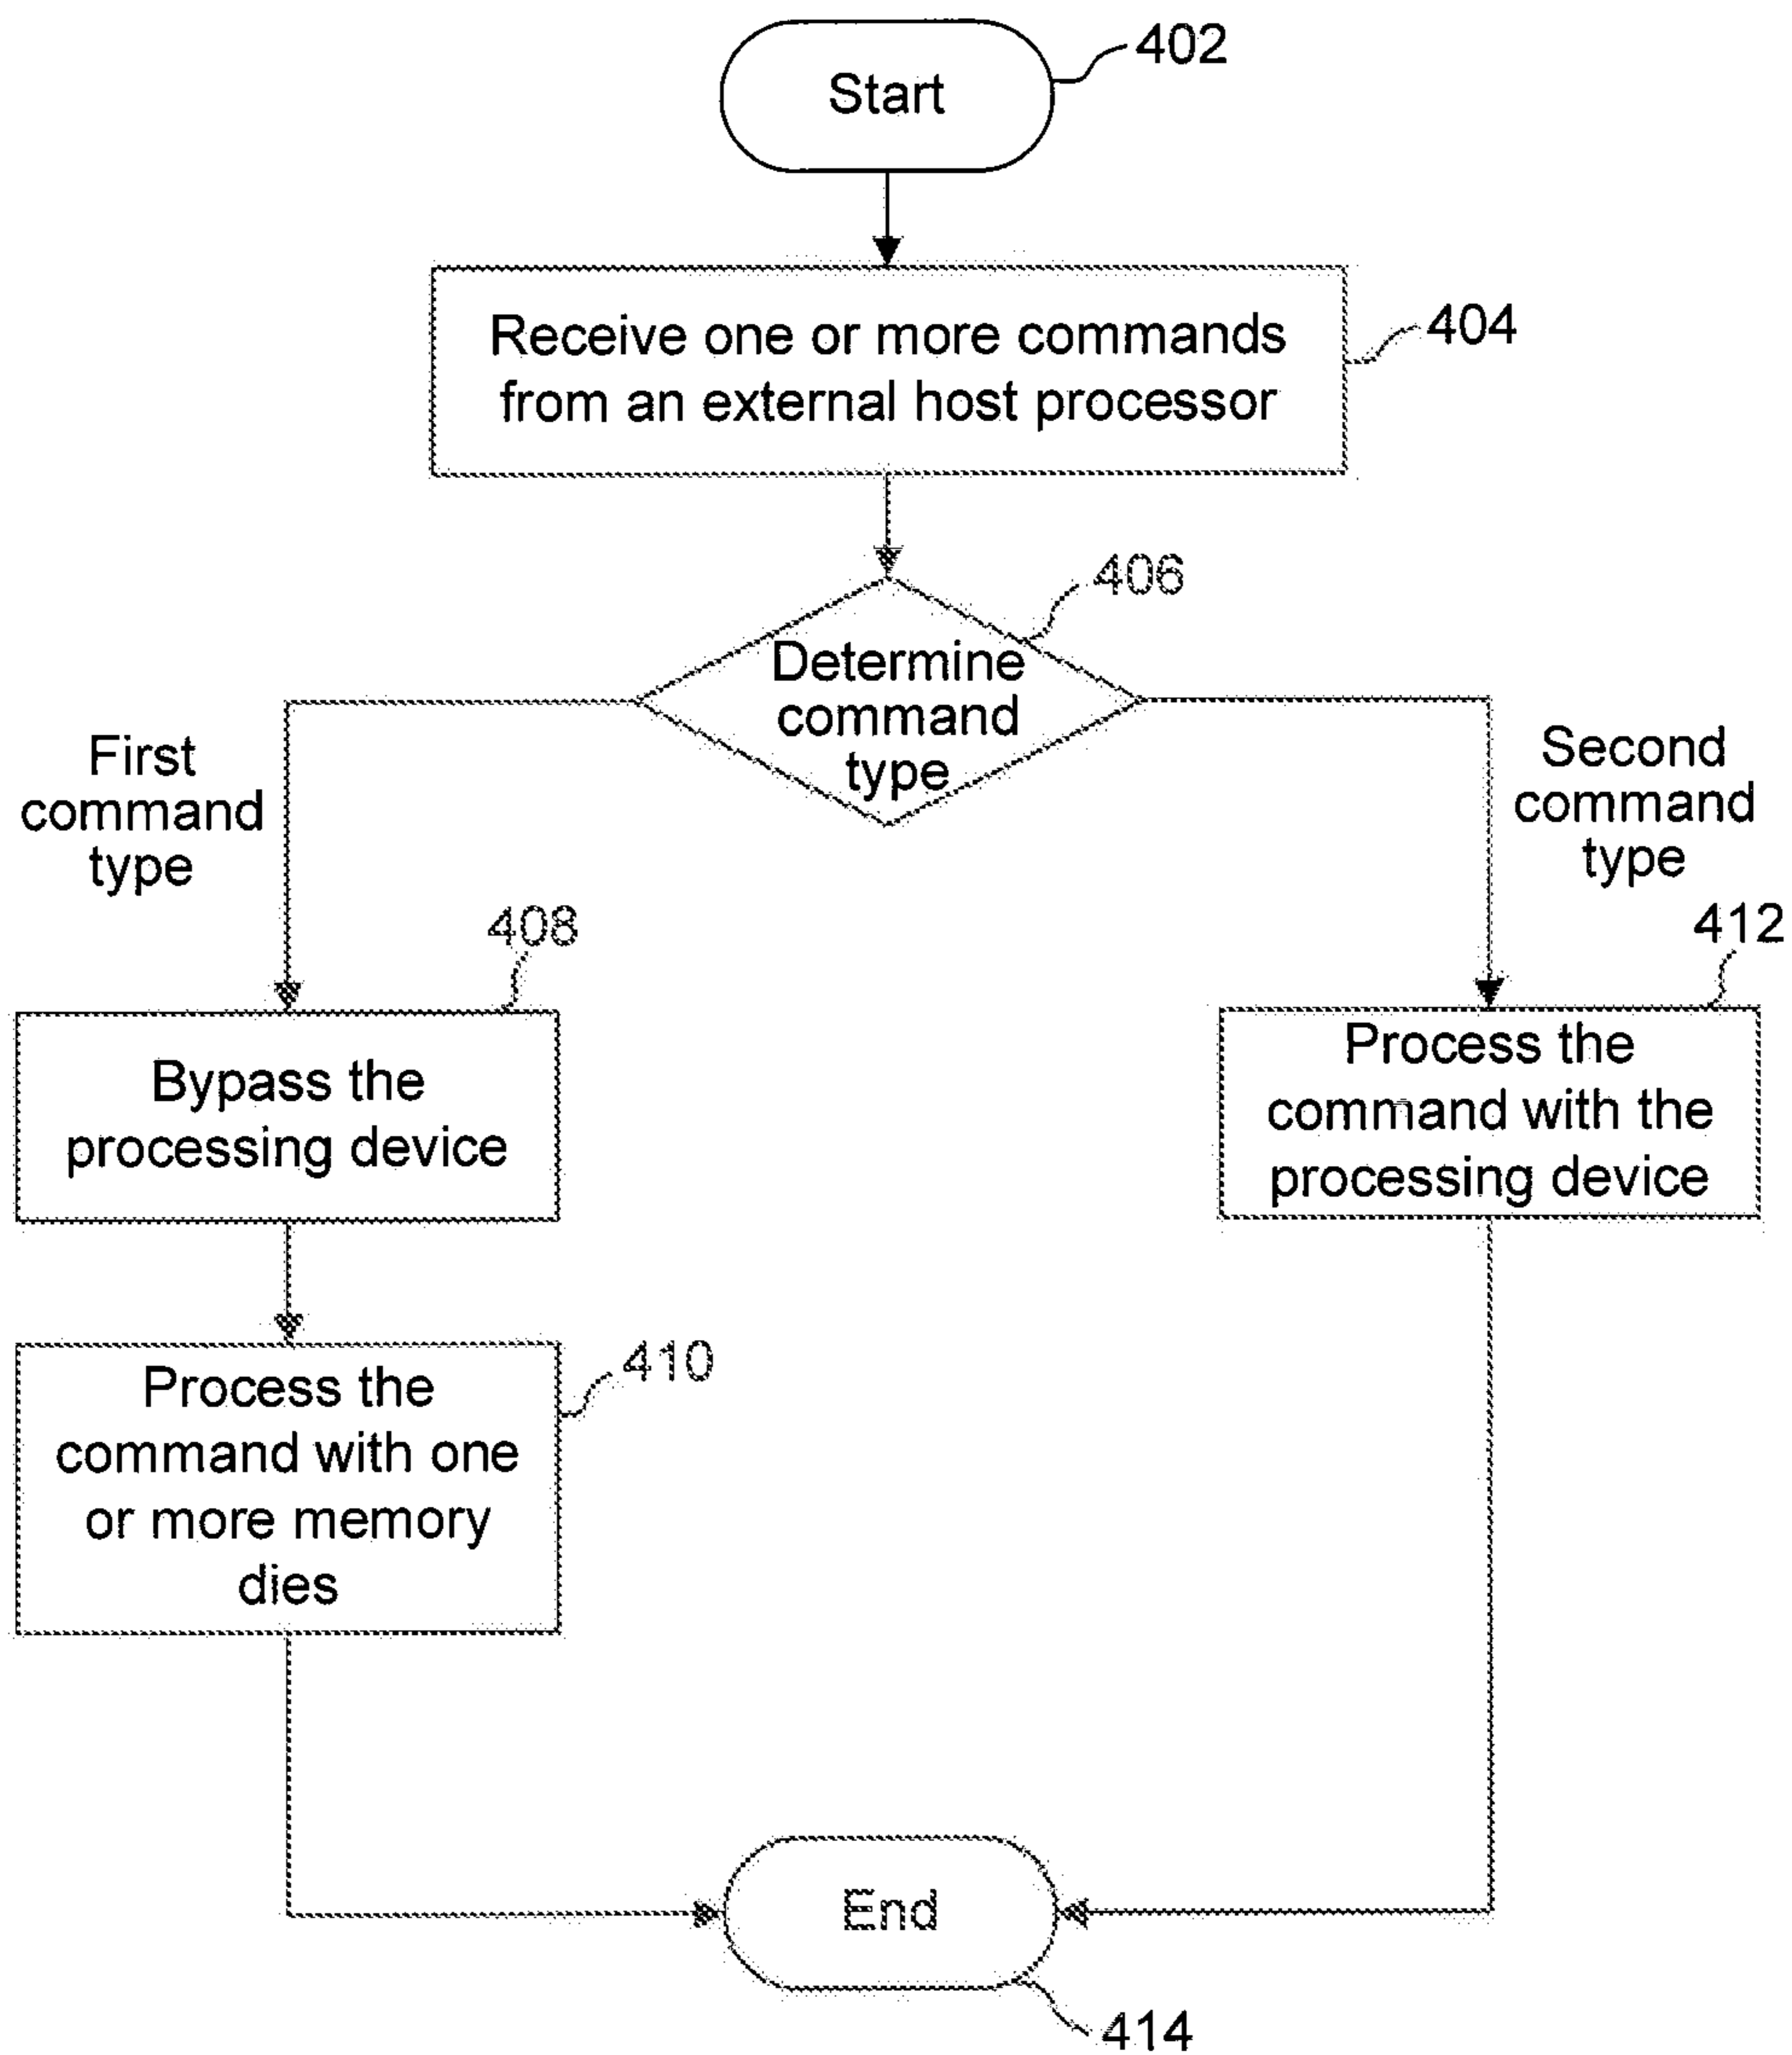 402
Start
404
Receive one or more commands
from an external host processor
406
Determine
command
type
First
command
type
Second
command
type
408
412
Bypass the
processing device
Process the
command with the
processing device
410
Process the
command with one
or more memory
dies
End
414